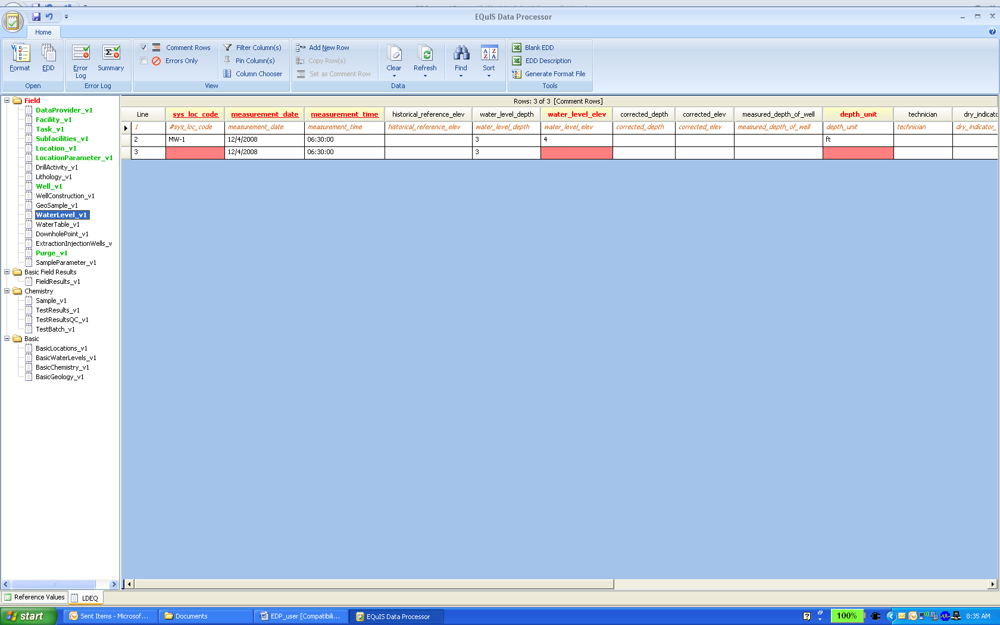 EQuIS Data Processor
Home
Format
EDD
Open
Error Log
Summary
Error Log
Comment Rows
Errors Only
Filter Column(s)
Pin Column(s)
Column Chooser
View
Add New Row
Copy Row(s)
Set as Comment Row
Clear
Refresh
Find
Sort
Data
Blank EDD
EDD Description
Generate Format File
Tools
Field
DataProvider_v1
Facility_v1
Task_v1
Subfacilities_v1
Location_v1
LocationParameter_v1
DrillActivity_v1
Lithology_v1
Well_v1
WellConstruction_v1
GeoSample_v1
WaterLevel_v1
WaterTable_v1
DownholePoint_v1
ExtractionInjectionWells_v
Purge_v1
SampleParameter_v1
Basic Field Results
FieldResults_v1
Chemistry
Sample_v1
TestResults_v1
TestResultsQC_v1
TestBatch_v1
Basic
BasicLocations_v1
BasicWaterLevels_v1
BasicChemistry_v1
BasicGeology_v1
Rows: 3 of 3 [Comment Rows]
Line sys_loc_code measurement_date measurement_time historical_reference_elev water_level_depth water_level_elev corrected_depth corrected_elev measured_depth_of_well depth_unit technician dry_indicato
1 #sys_loc_code measurement_date measurement_time historical_reference_elev water_level_depth water_level_elev corrected_depth corrected_elev measured_depth_of_well depth_unit technician dry_indicator_
2 MW-1 12/4/2008 06:30:00 3 4 ft
3 12/4/2008 06:30:00 3
Reference Values
LDEQ
start
Sent Items - Microsof...
Documents
EDP_user [Compatibili...
EQuIS Data Processor
100%
8:35 AM